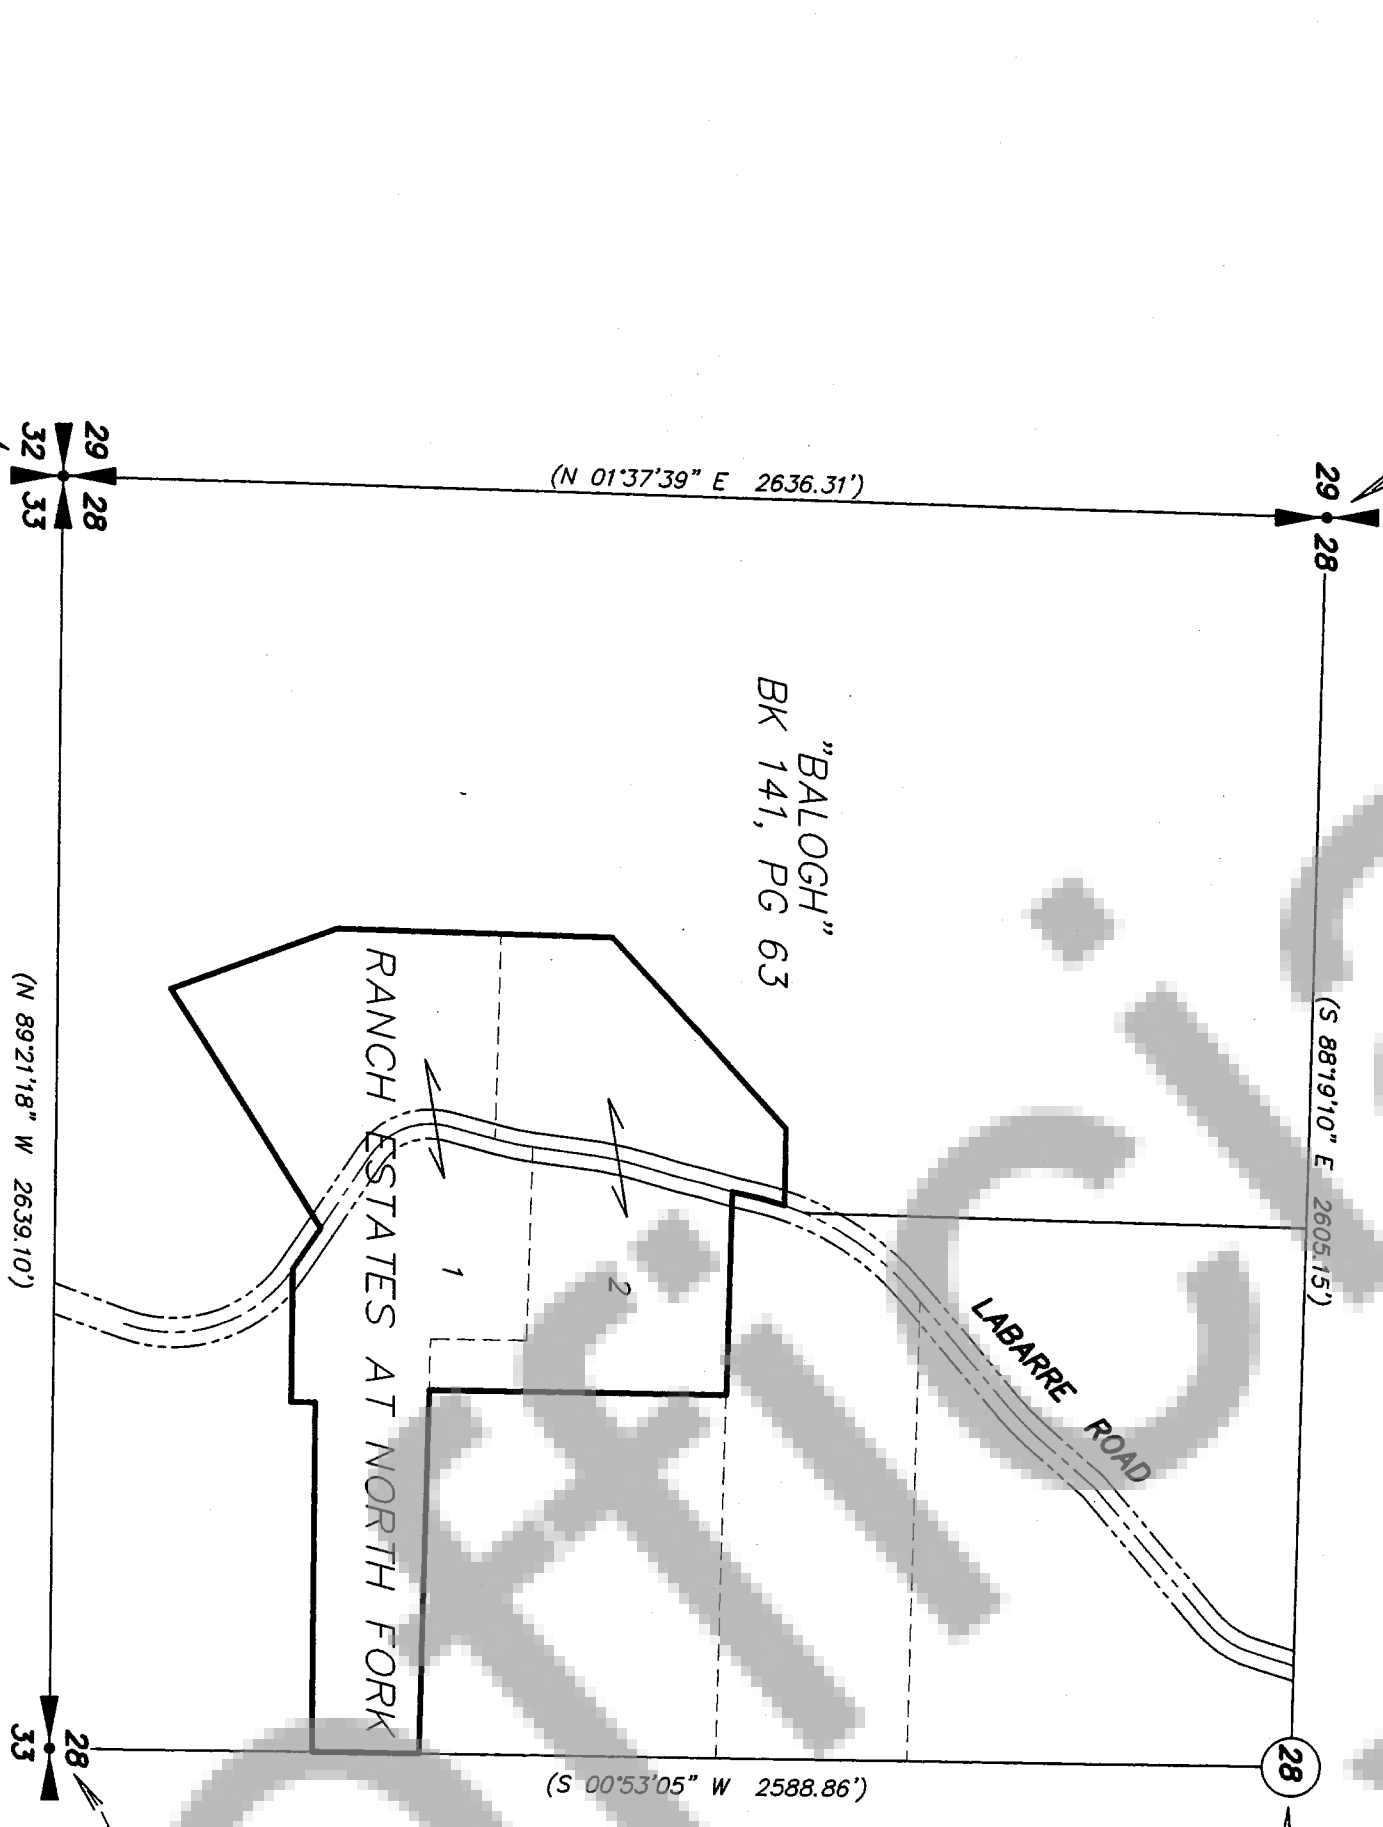 29
28
(S 88°19'10" E 2605.15')
28
(N 01°37'39" E 2636.31')
"BALOGH"
BK 141, PG 63
LABARRE ROAD
2
1
RANCH ESTATES AT NORTH FORK
(S 00°53'05" W 2588.86')
29
28
32
33
(N 89°21'18" W 2639.10')
28
33